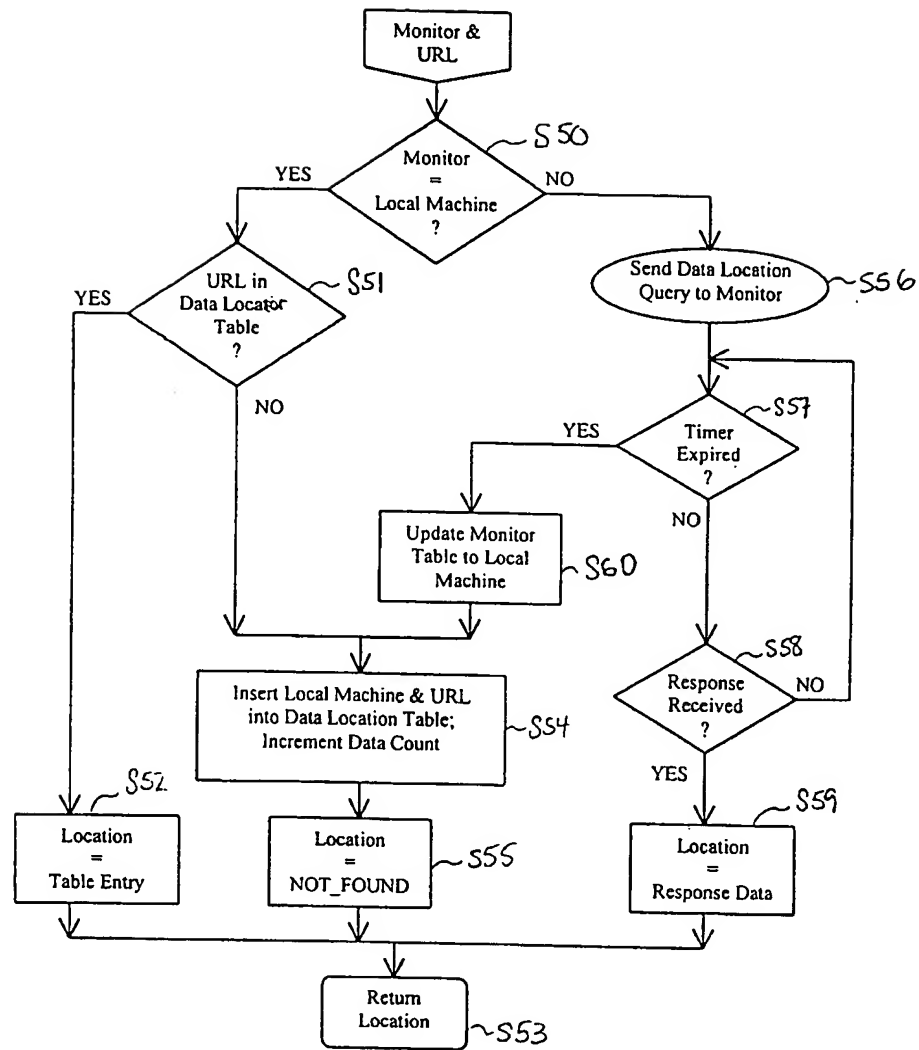 Monitor &
URL
S50
Monitor
=
Local Machine
?
YES
NO
URL in
Data Locator
Table
?
S51
YES
NO
Send Data Location
Query to Monitor
S56
Timer
Expired
?
S57
YES
NO
Update Monitor
Table to Local
Machine
S60
Response
Received
?
S58
NO
YES
Insert Local Machine & URL
into Data Location Table;
Increment Data Count
S54
S52
Location
=
Table Entry
Location
=
NOT_FOUND
S55
S59
Location
=
Response Data
Return
Location
S53